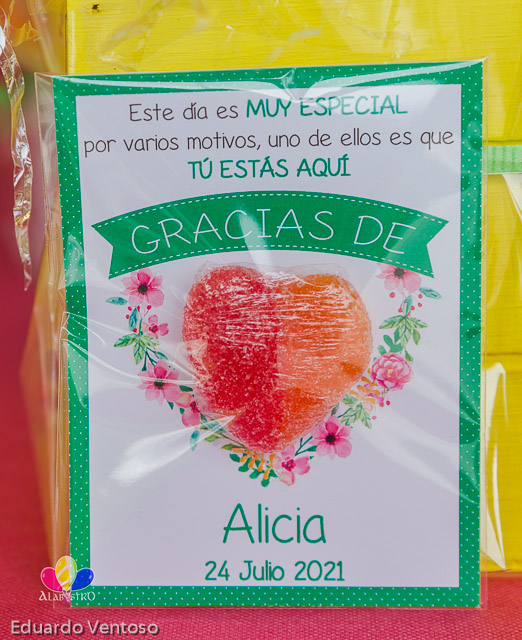 Este día es MUY ESPECIAL
por varios motivos, uno de ellos es que
TÚ ESTÁS AQUÍ
GRACIAS DE
Alicia
24 Julio 2021
ALABASTRO
Eduardo Ventoso